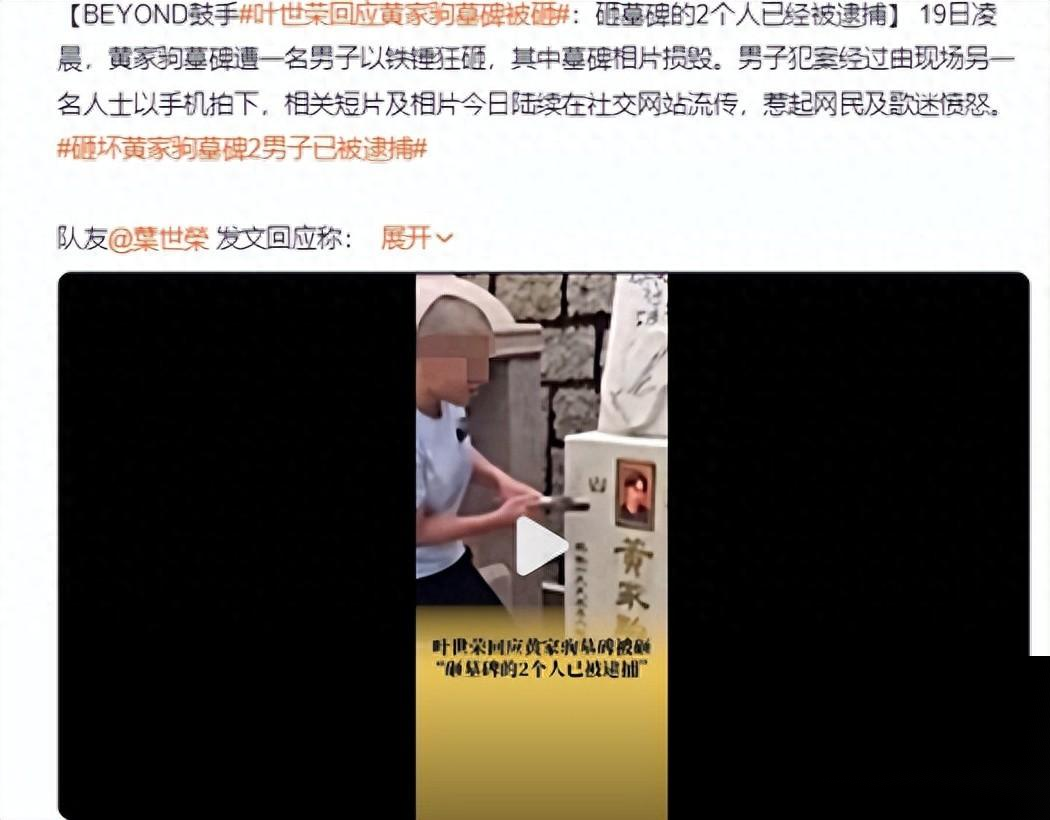 【BEYOND鼓手#叶世荣回应黄家驹墓碑被砸#：砸墓碑的2个人已经被逮捕】 19日凌
晨，黄家驹墓碑遭一名男子以铁锤狂砸，其中墓碑相片损毁。男子犯案经过由现场另一
名人士以手机拍下，相关短片及相片今日陆续在社交网站流传，惹起网民及歌迷愤怒。
#砸坏黄家驹墓碑2男子已被逮捕#
队友@葉世榮 发文回应称： 展开
山
黄家
叶世荣回应黄家驹墓碑被砸
“砸墓碑的2个人已被逮捕”